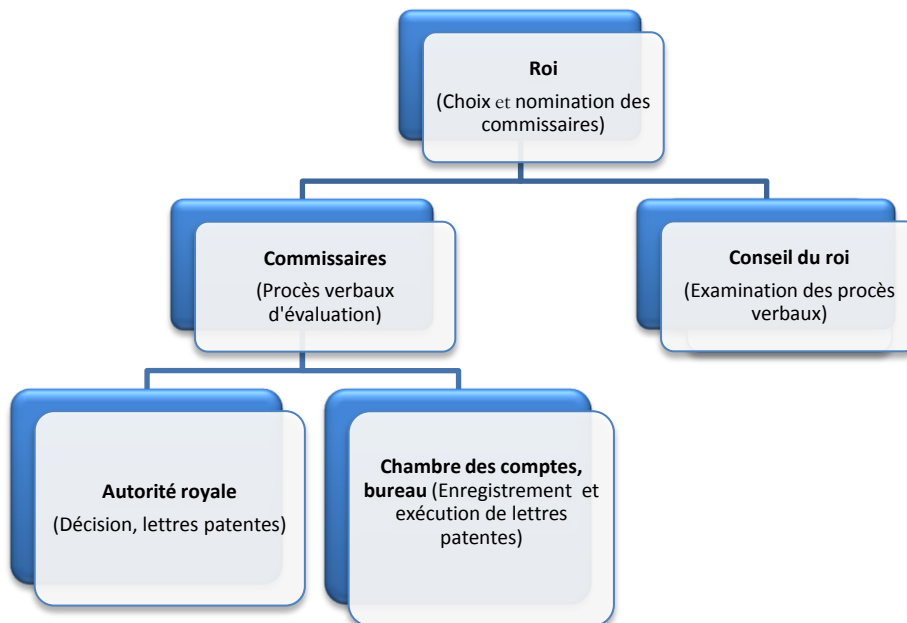 Roi
(Choix et nomination des
commissaires)
Commissaires
(Procès verbaux
d'évaluation)
Conseil du roi
(Examination des procès
verbaux)
Autorité royale
(Décision, lettres patentes)
Chambre des comptes,
bureau (Enregistrement et
exécution de lettres
patentes)